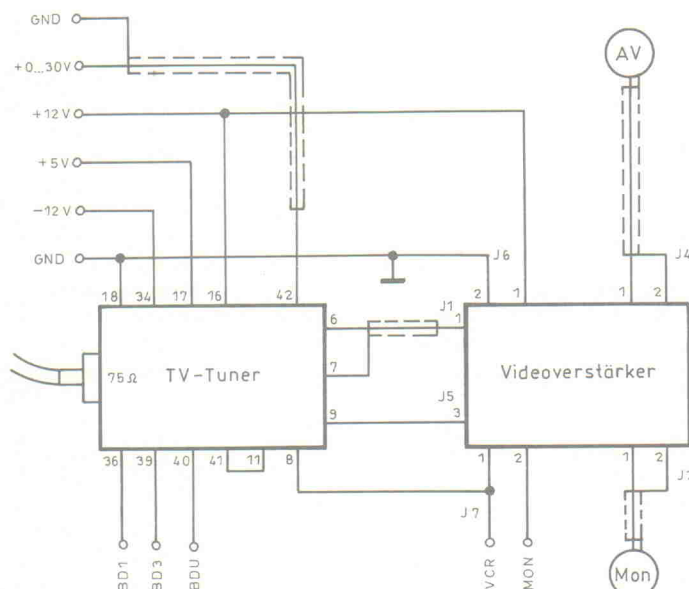 GND
+0...30V
AV
+12V
+5V
-12V
GND
J6
J4
18 34 17 16 42
2 1
1 2
6
J1
1
75Ω
TV-Tuner
7
Videoverstärker
9
J5
3
36 39 40 41 11 8
1 2
1 2
J7
BD1
BD3
BDU
VCR
MON
Mon